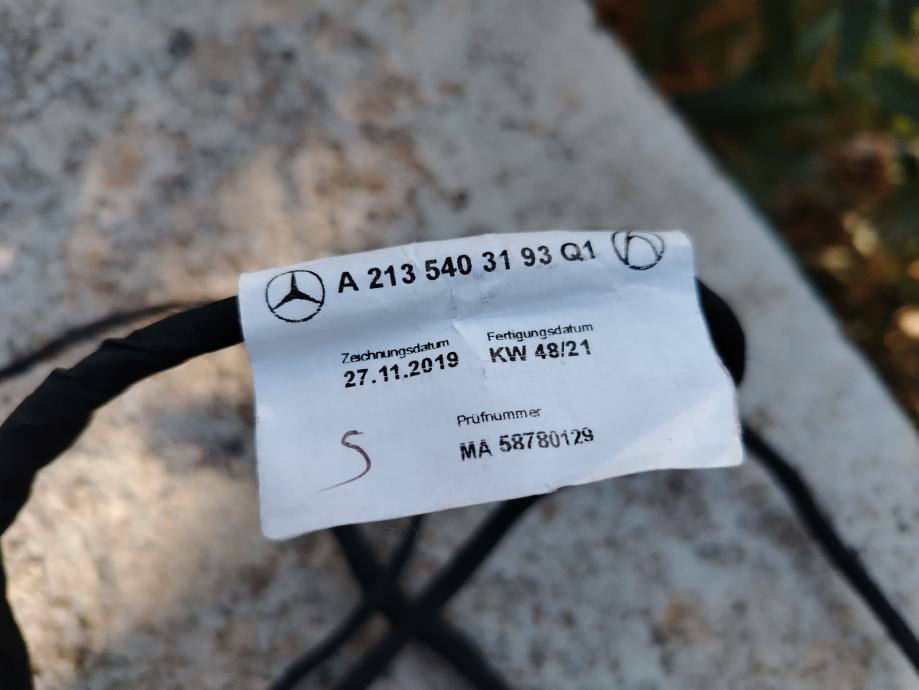 A 213 540 31 93 Q1
Zeichnungsdatum Fertigungsdatum
27.11.2019 KW 48/21
Prüfnummer
S MA 58780129